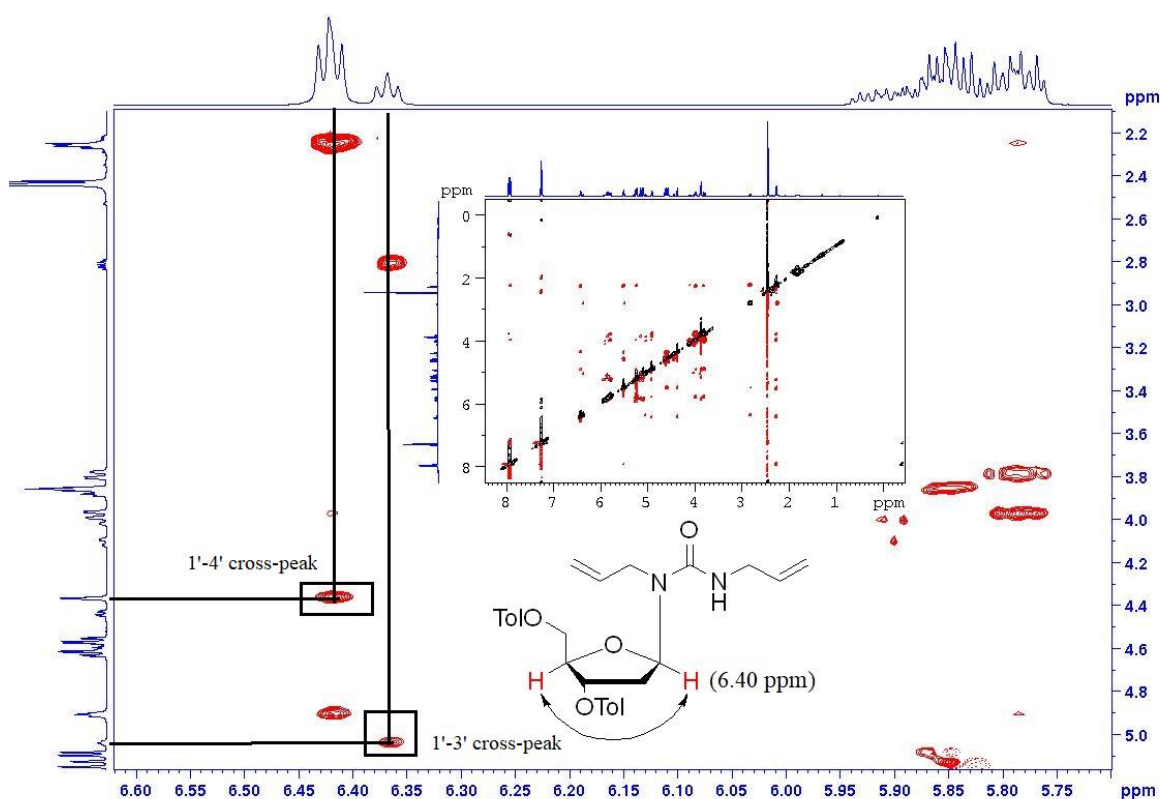 ppm
2.2
2.4
2.6
2.8
3.0
3.2
3.4
3.6
3.8
4.0
4.2
4.4
4.6
4.8
5.0
ppm
ppm
0
2
4
6
8
8 7 6 5 4 3 2 1 ppm
1'-4' cross-peak
1'-3' cross-peak
O
N
NH
TolO
O
H
H (6.40 ppm)
OTol
6.60 6.55 6.50 6.45 6.40 6.35 6.30 6.25 6.20 6.15 6.10 6.05 6.00 5.95 5.90 5.85 5.80 5.75 ppm